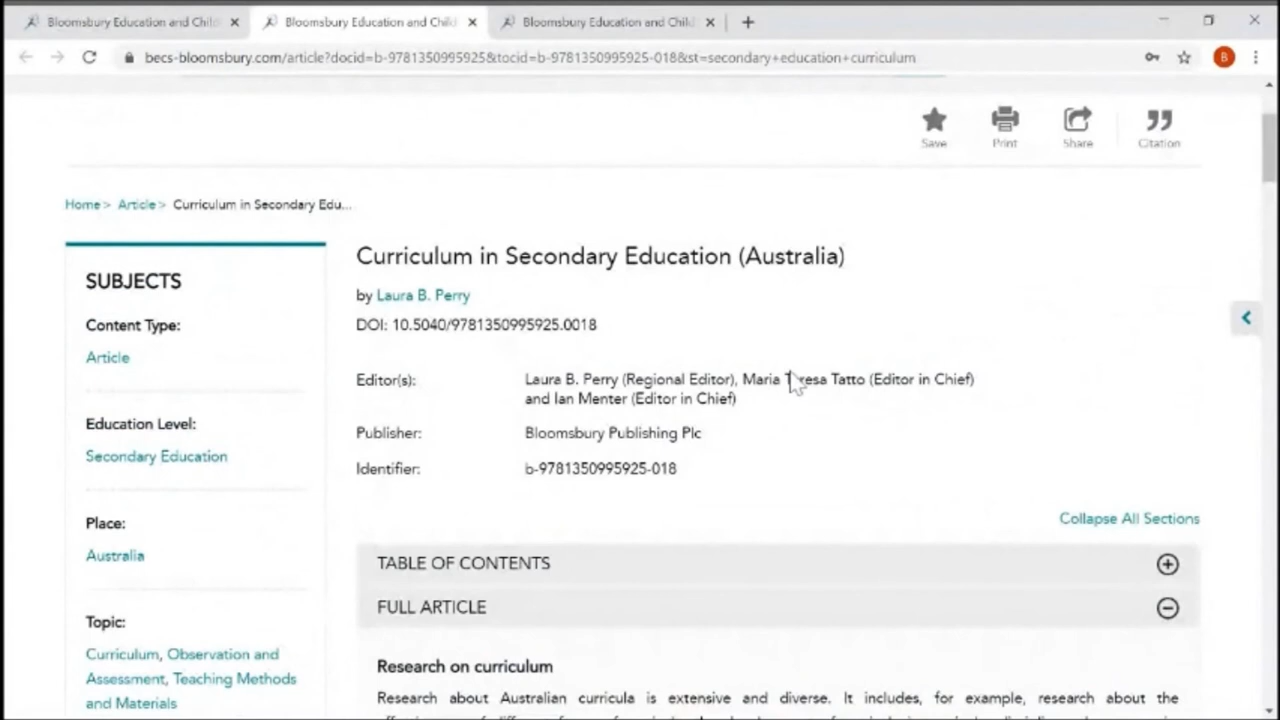 Bloomsbury Education and Child
Bloomsbury Education and Child
Bloomsbury Education and Child
becs-bloomsbury.com/article?docid=b-9781350995925&tocid=b-9781350995925-018&st=secondary+education+curriculum
B
Save
Print
Share
Citation
Home > Article > Curriculum in Secondary Edu...
SUBJECTS
Content Type:
Article
Education Level:
Secondary Education
Place:
Australia
Topic:
Curriculum, Observation and
Assessment, Teaching Methods
and Materials
Curriculum in Secondary Education (Australia)
by Laura B. Perry
DOI: 10.5040/9781350995925.0018
Editor(s): Laura B. Perry (Regional Editor), Maria Teresa Tatto (Editor in Chief)
and Ian Menter (Editor in Chief)
Publisher: Bloomsbury Publishing Plc
Identifier: b-9781350995925-018
Collapse All Sections
TABLE OF CONTENTS
FULL ARTICLE
Research on curriculum
Research about Australian curricula is extensive and diverse. It includes, for example, research about the